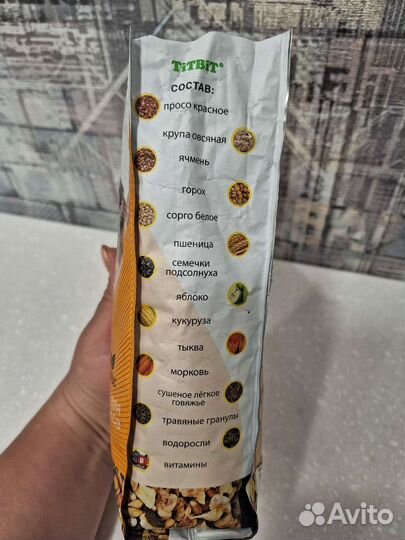 TiTBiT®
СОСТАВ:
просо красное
крупа овсяная
ячмень
горох
сорго белое
пшеница
семечки
подсолнуха
яблоко
кукуруза
тыква
морковь
сушеное лёгкое
говяжье
травяные гранулы
водоросли
витамины
Avito